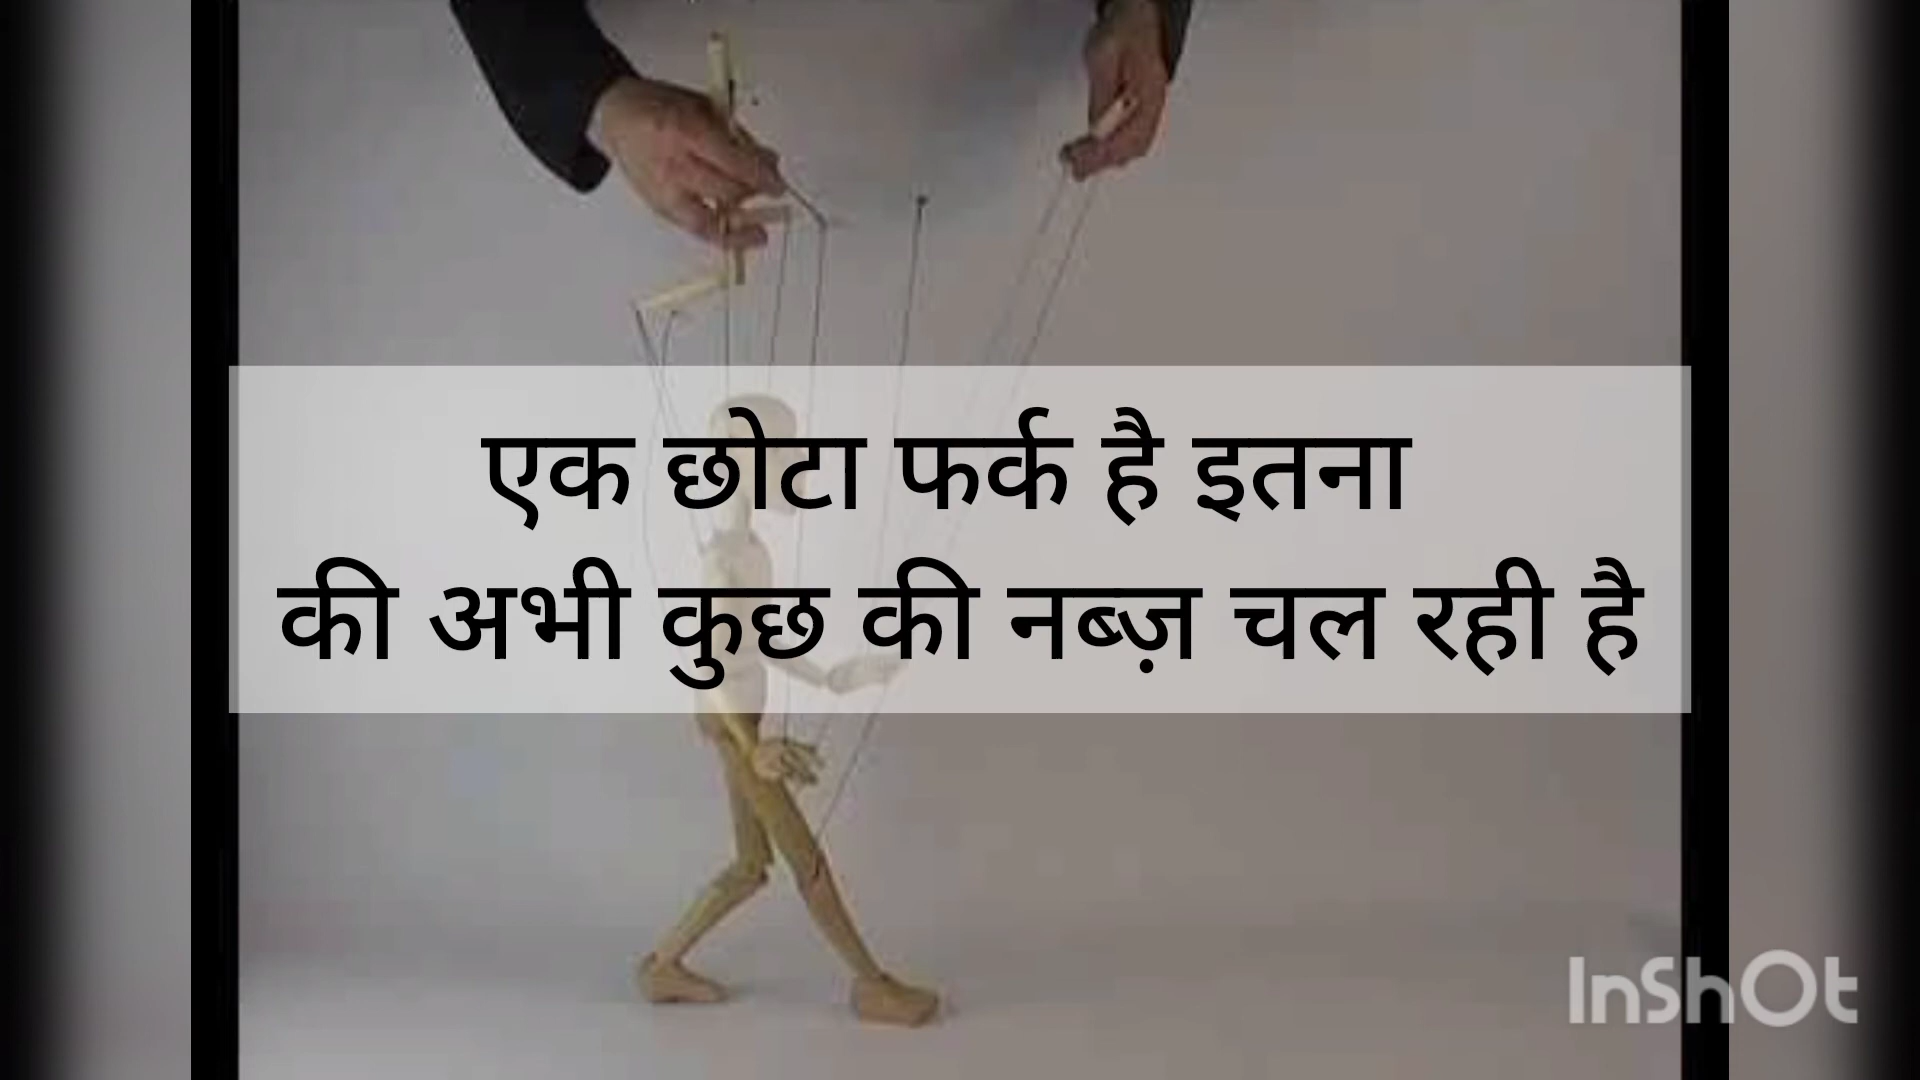 एक छोटा फर्क है इतना
की अभी कुछ की नब्ज़ चल रही है
InShOt